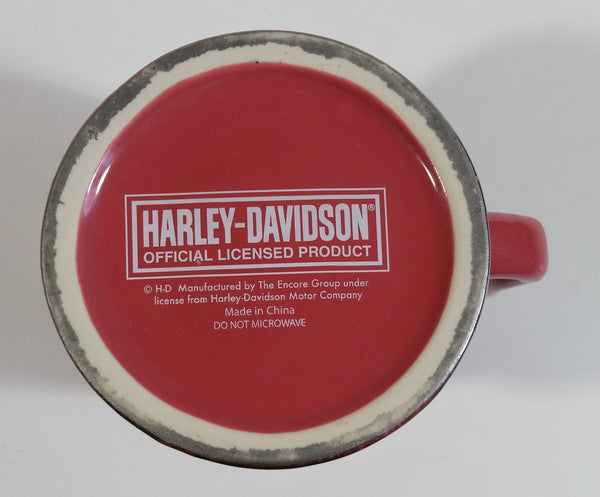 HARLEY-DAVIDSON®
OFFICIAL LICENSED PRODUCT
© H-D Manufactured by The Encore Group under
license from Harley-Davidson Motor Company
Made in China
DO NOT MICROWAVE